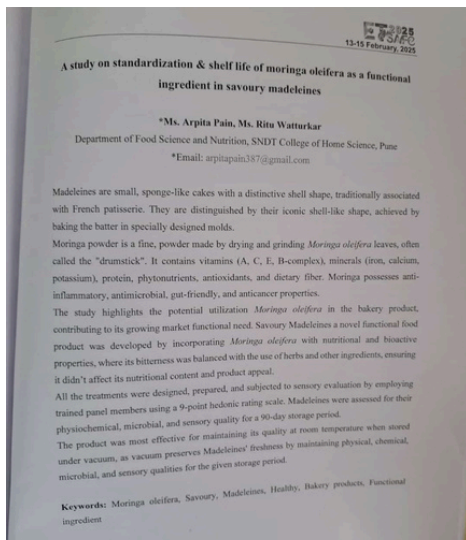 2025
SAFE
13-15 February, 2025
A study on standardization & shelf life of moringa oleifera as a functional
ingredient in savoury madeleines
*Ms. Arpita Pain, Ms. Ritu Watturkar
Department of Food Science and Nutrition, SNDT College of Home Science, Pune
*Email: arpitapain387@gmail.com
Madeleines are small, sponge-like cakes with a distinctive shell shape, traditionally associated
with French patisserie. They are distinguished by their iconic shell-like shape, achieved by
baking the batter in specially designed molds.
Moringa powder is a fine, powder made by drying and grinding Moringa oleifera leaves, often
called the "drumstick". It contains vitamins (A, C, E, B-complex), minerals (iron, calcium,
potassium), protein, phytonutrients, antioxidants, and dietary fiber. Moringa possesses anti-
inflammatory, antimicrobial, gut-friendly, and anticancer properties.
The study highlights the potential utilization Moringa oleifera in the bakery product,
contributing to its growing market functional need. Savoury Madeleines a novel functional food
product was developed by incorporating Moringa oleifera with nutritional and bioactive
properties, where its bitterness was balanced with the use of herbs and other ingredients, ensuring
it didn't affect its nutritional content and product appeal.
All the treatments were designed, prepared, and subjected to sensory evaluation by employing
trained panel members using a 9-point hedonic rating scale. Madeleines were assessed for their
physiochemical, microbial, and sensory quality for a 90-day storage period.
The product was most effective for maintaining its quality at room temperature when stored
under vacuum, as vacuum preserves Madeleines' freshness by maintaining physical, chemical,
microbial, and sensory qualities for the given storage period.
Keywords: Moringa oleifera, Savoury, Madeleines, Healthy, Bakery products, Functional
ingredient